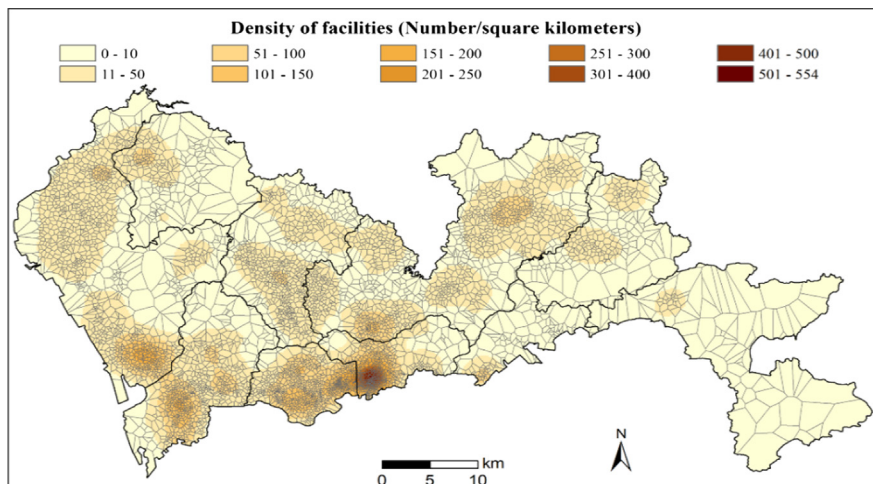 Density of facilities (Number/square kilometers)
0 - 10 51 - 100 151 - 200 251 - 300 401 - 500
11 - 50 101 - 150 201 - 250 301 - 400 501 - 554
N
km
0 5 10